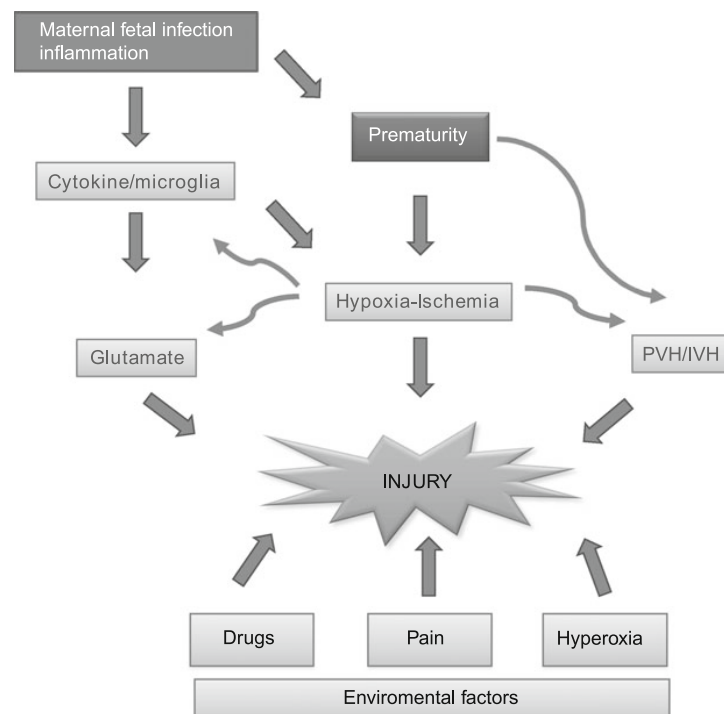 Maternal fetal infection
inflammation
Prematurity
Cytokine/microglia
Hypoxia-Ischemia
Glutamate
PVH/IVH
INJURY
Drugs
Pain
Hyperoxia
Enviromental factors